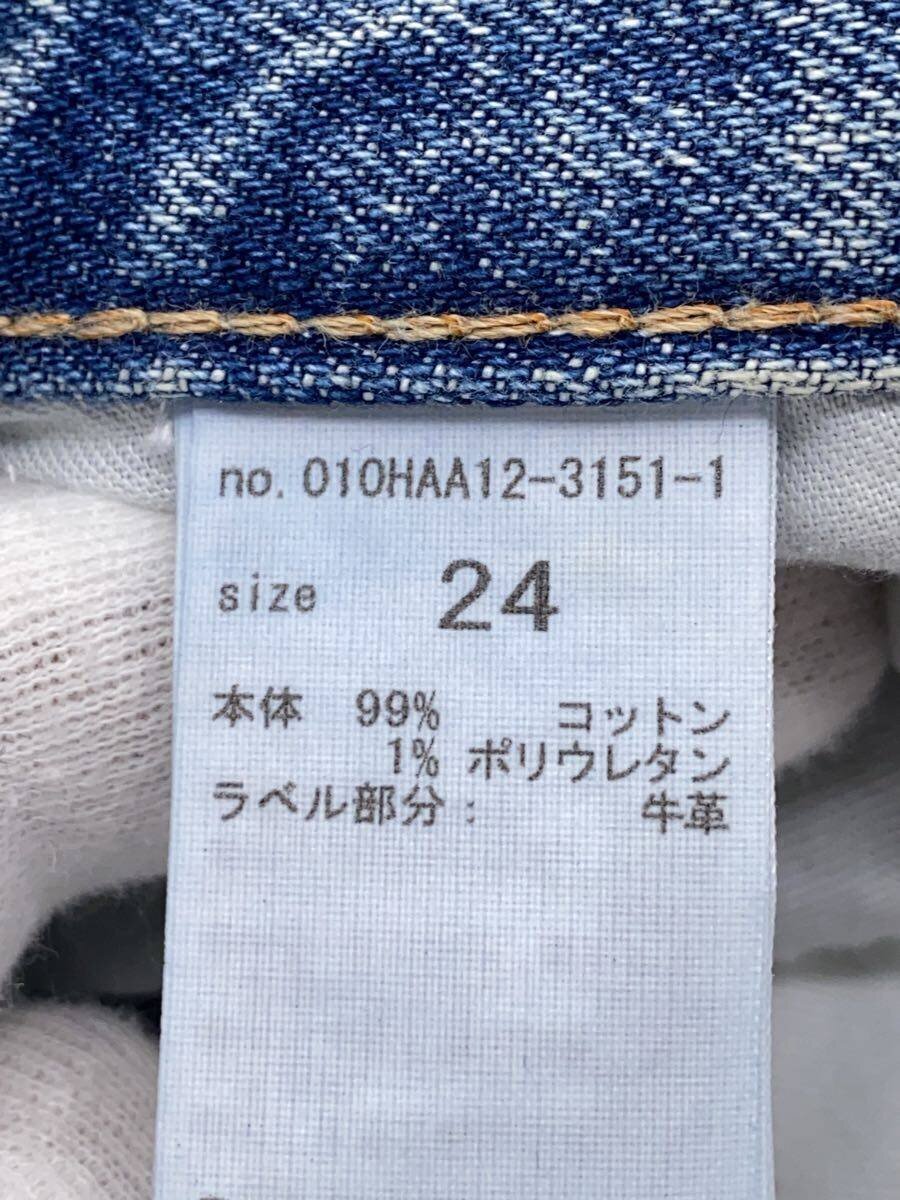 no. 010HAA12-3151-1
size 24
本体 99% コットン
1% ポリウレタン
ラベル部分: 牛革